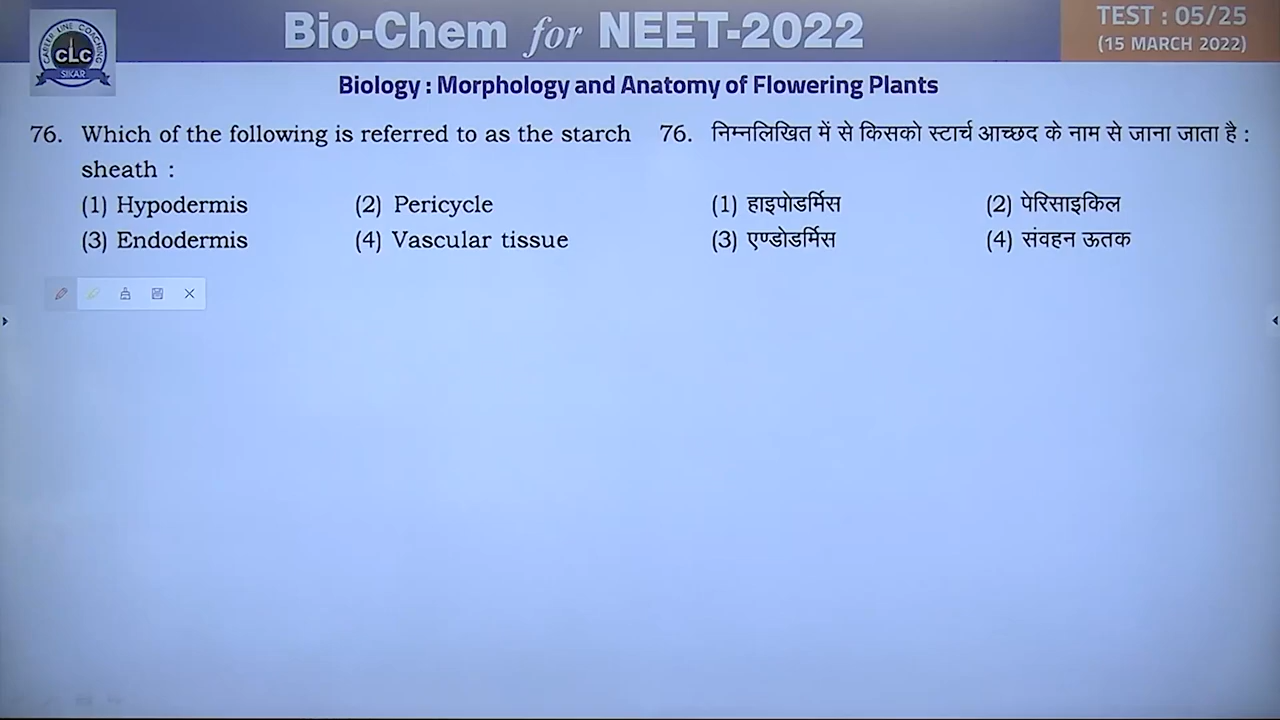 Bio-Chem for NEET-2022
TEST : 05/25
(15 MARCH 2022)
CAREER LINE COACHING
CLC
SIKAR
Biology : Morphology and Anatomy of Flowering Plants
76. Which of the following is referred to as the starch
sheath :
(1) Hypodermis (2) Pericycle
(3) Endodermis (4) Vascular tissue
76. निम्नलिखित में से किसको स्टार्च आच्छद के नाम से जाना जाता है :
(1) हाइपोडर्मिस (2) पेरिसाइकिल
(3) एण्डोडर्मिस (4) संवहन ऊतक